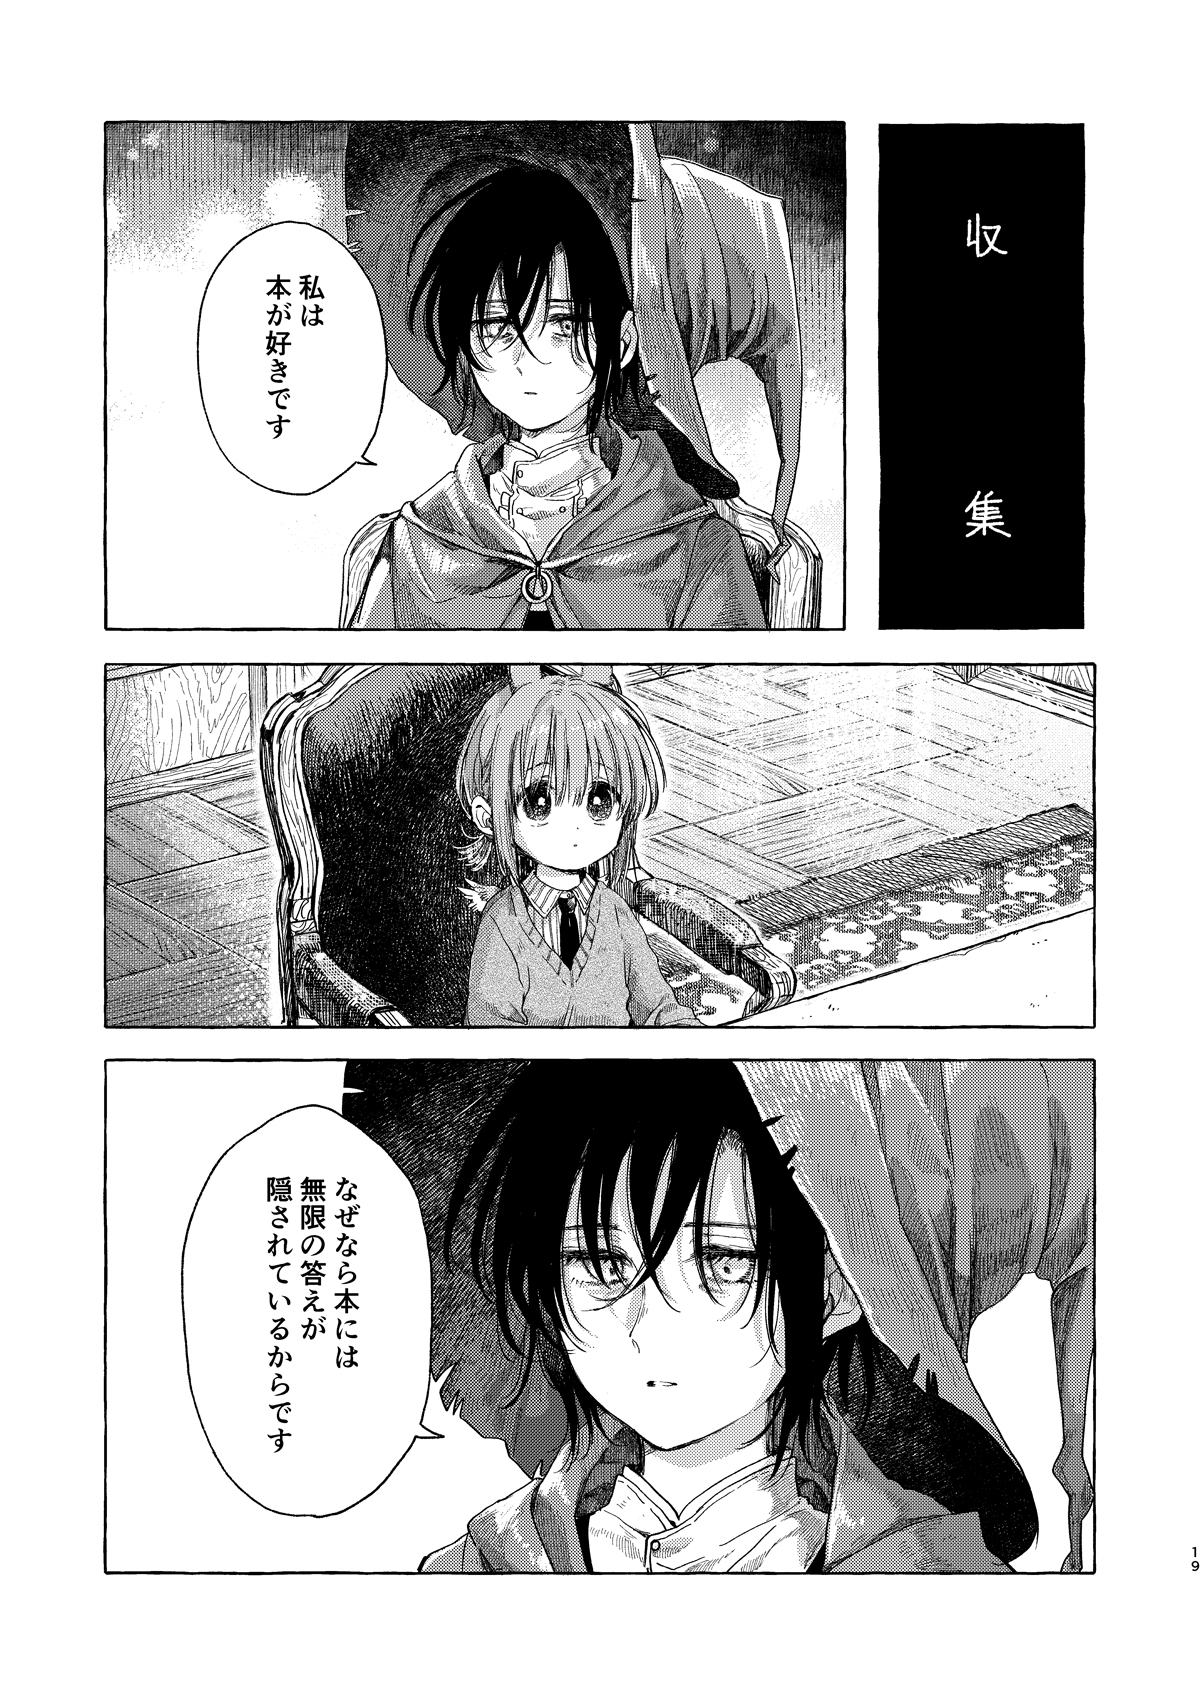 収集
私は
本が好きです
なぜなら本には
無限の答えが
隠されているからです
19